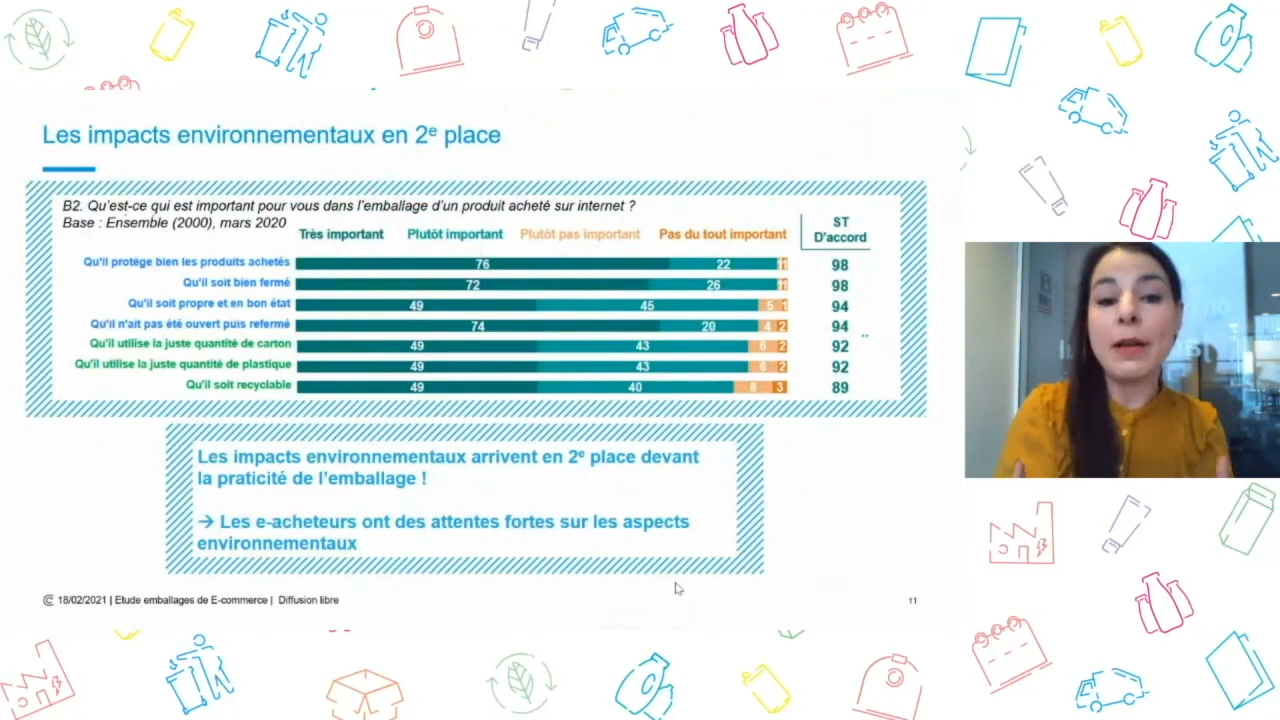 Les impacts environnementaux en 2e place
B2. Qu'est-ce qui est important pour vous dans l'emballage d'un produit acheté sur internet ?
Base : Ensemble (2000), mars 2020
Très important Plutôt important Plutôt pas important Pas du tout important ST D'accord
Qu'il protège bien les produits achetés 76 22 1 1 98
Qu'il soit bien fermé 72 26 1 1 98
Qu'il soit propre et en bon état 49 45 5 1 94
Qu'il n'ait pas été ouvert puis refermé 74 20 4 2 94
Qu'il utilise la juste quantité de carton 49 43 6 2 92
Qu'il utilise la juste quantité de plastique 49 43 6 2 92
Qu'il soit recyclable 49 40 8 3 89
Les impacts environnementaux arrivent en 2e place devant
la praticité de l'emballage !
→ Les e-acheteurs ont des attentes fortes sur les aspects
environnementaux
18/02/2021 | Etude emballages de E-commerce | Diffusion libre
11